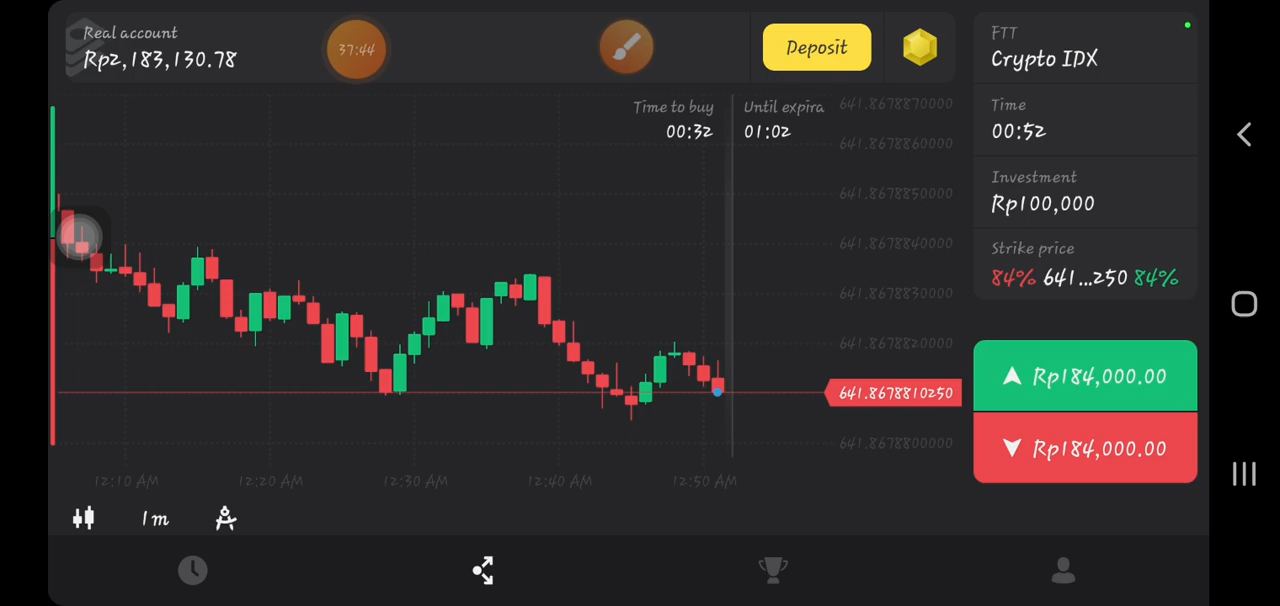 Real account
Rp2,183,130.78
37:44
Deposit
FTT
Crypto IDX
Time to buy
00:32
Until expira
01:02
641.8678870000
641.8678860000
641.8678850000
641.8678840000
641.8678830000
641.8678820000
641.8678810250
641.8678800000
Time
00:52
Investment
Rp100,000
Strike price
84% 641...250 84%
Rp184,000.00
Rp184,000.00
12:10 AM 12:20 AM 12:30 AM 12:40 AM 12:50 AM
1m